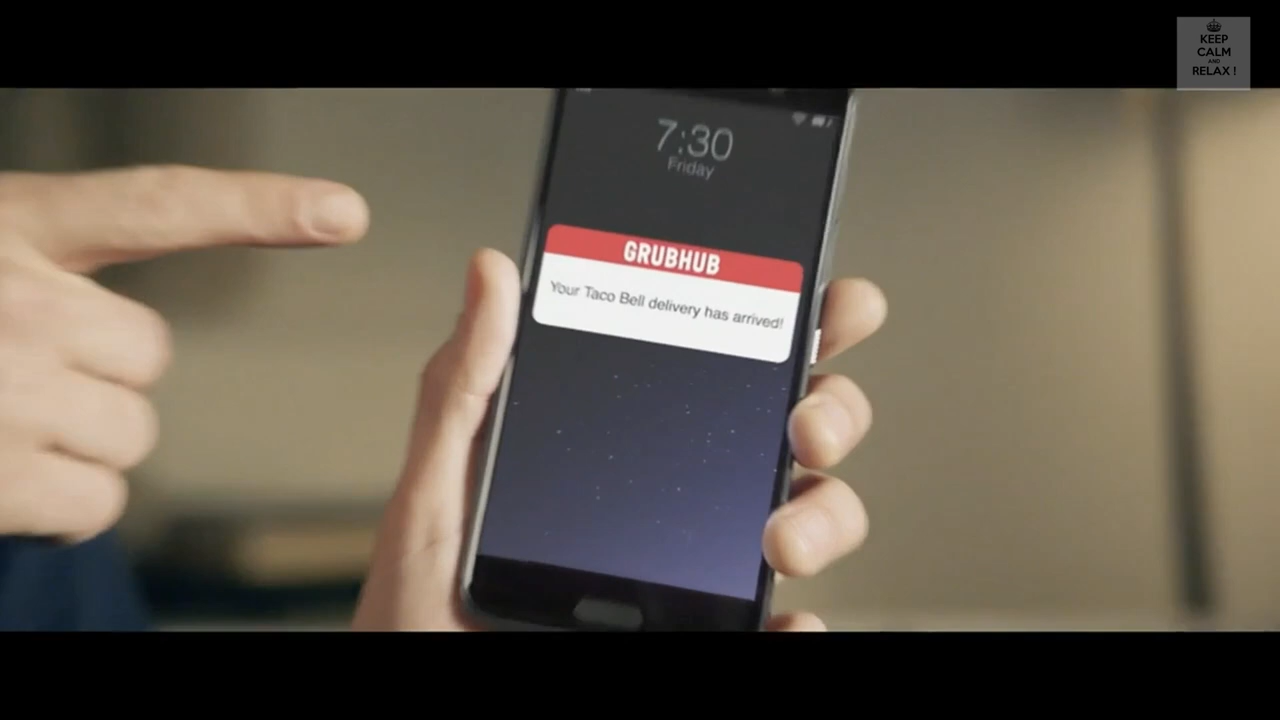 KEEP
CALM
AND
RELAX !
7:30
Friday
GRUBHUB
Your Taco Bell delivery has arrived!